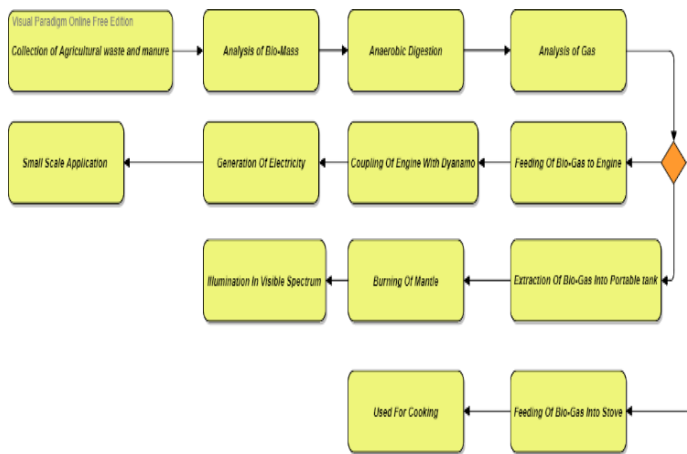 Visual Paradigm Online Free Edition
Collection of Agricultural waste and manure
Analysis of Bio-Mass
Anaerobic Digestion
Analysis of Gas
Small Scale Application
Generation Of Electricity
Coupling Of Engine With Dyanamo
Feeding Of Bio-Gas to Engine
Illumination In Visible Spectrum
Burning Of Mantle
Extraction Of Bio-Gas Into Portable tank
Used For Cooking
Feeding Of Bio-Gas Into Stove